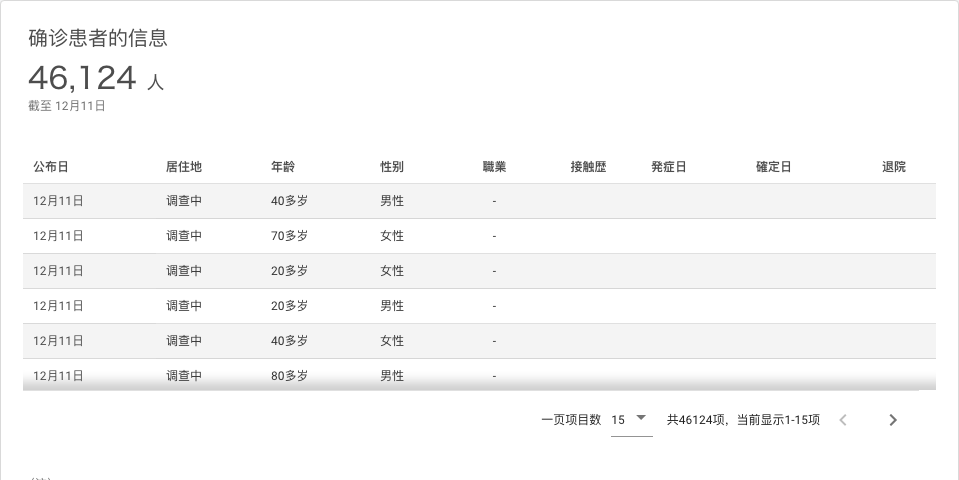 确诊患者的信息
46,124 人
截至 12月11日
公布日 居住地 年龄 性别 職業 接触歴 発症日 確定日 退院
12月11日 调查中 40多岁 男性 -
12月11日 调查中 70多岁 女性 -
12月11日 调查中 20多岁 女性 -
12月11日 调查中 20多岁 男性 -
12月11日 调查中 40多岁 女性 -
12月11日 调查中 80多岁 男性 -
一页项目数 15 共46124项，当前显示1-15项